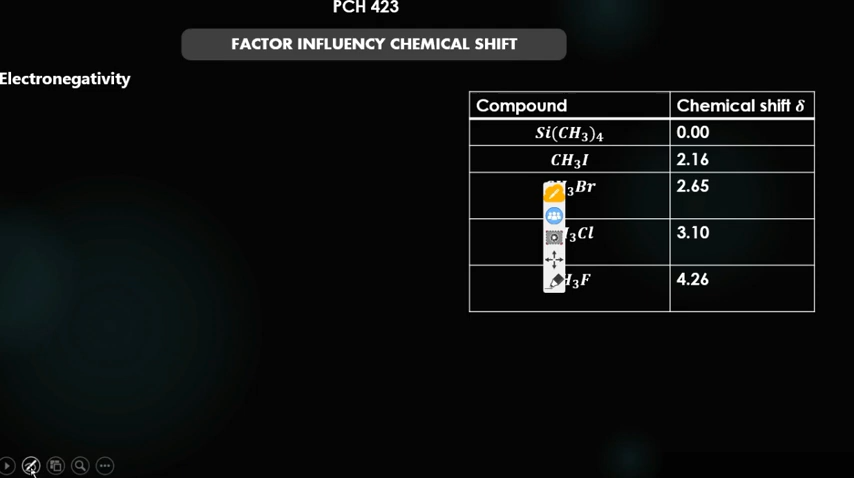 PCH 423
FACTOR INFLUENCY CHEMICAL SHIFT
Electronegativity
Compound Chemical shift δ
Si(CH₃)₄ 0.00
CH₃I 2.16
₃Br 2.65
₃Cl 3.10
H₃F 4.26